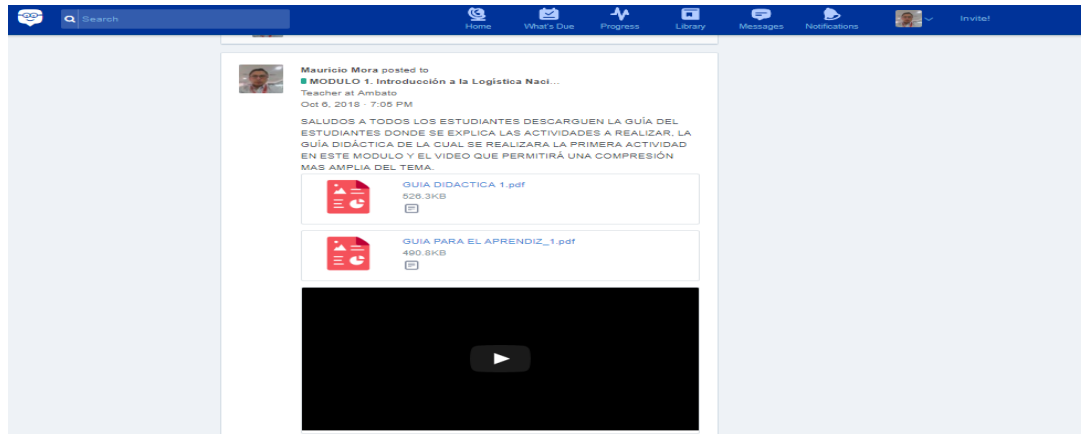 Search
Home
What's Due
Progress
Library
Messages
Notifications
Invite!
Mauricio Mora posted to
MODULO 1. Introducción a la Logística Naci...
Teacher at Ambato
Oct 6, 2018 · 7:05 PM
SALUDOS A TODOS LOS ESTUDIANTES DESCARGUEN LA GUÍA DEL
ESTUDIANTES DONDE SE EXPLICA LAS ACTIVIDADES A REALIZAR, LA
GUÍA DIDÁCTICA DE LA CUAL SE REALIZARA LA PRIMERA ACTIVIDAD
EN ESTE MODULO Y EL VIDEO QUE PERMITIRÁ UNA COMPRESIÓN
MAS AMPLIA DEL TEMA.
GUIA DIDACTICA 1.pdf
526.3KB
GUIA PARA EL APRENDIZ_1.pdf
490.8KB